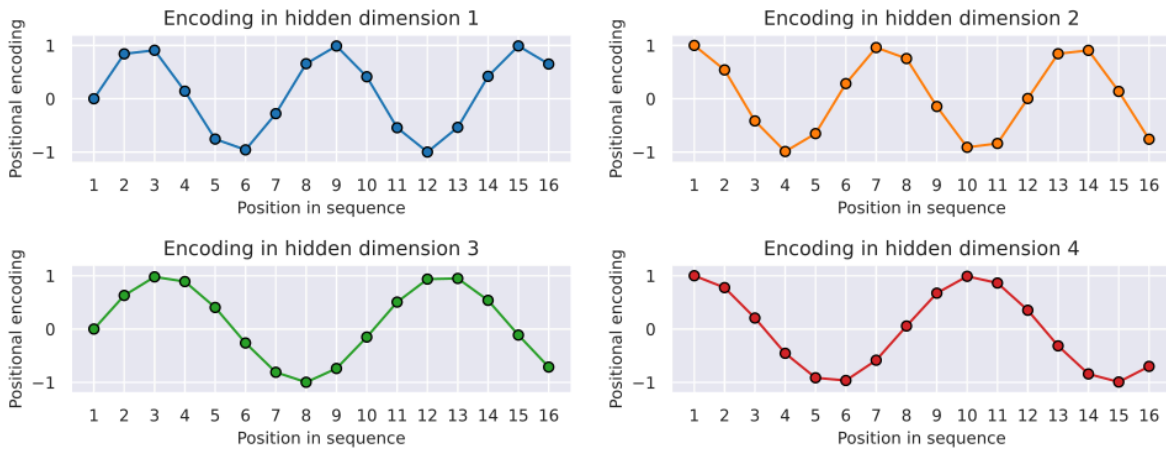 Encoding in hidden dimension 1
Positional encoding
1
0
−1
1 2 3 4 5 6 7 8 9 10 11 12 13 14 15 16
Position in sequence
Encoding in hidden dimension 2
Positional encoding
1
0
−1
1 2 3 4 5 6 7 8 9 10 11 12 13 14 15 16
Position in sequence
Encoding in hidden dimension 3
Positional encoding
1
0
−1
1 2 3 4 5 6 7 8 9 10 11 12 13 14 15 16
Position in sequence
Encoding in hidden dimension 4
Positional encoding
1
0
−1
1 2 3 4 5 6 7 8 9 10 11 12 13 14 15 16
Position in sequence